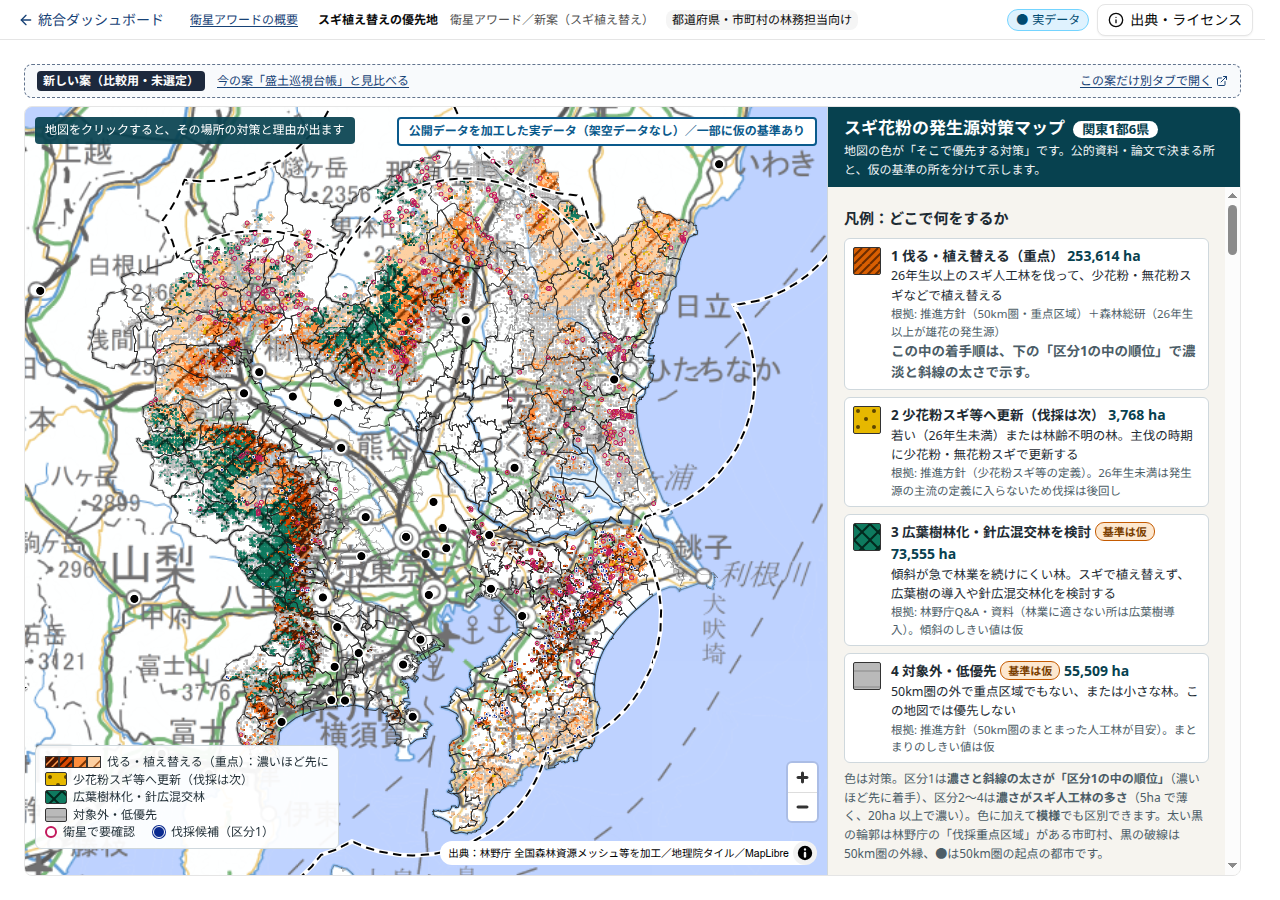 統合ダッシュボード
衛星アワードの概要
スギ植え替えの優先地
衛星アワード／新案（スギ植え替え）
都道府県・市町村の林務担当向け
実データ
出典・ライセンス
新しい案（比較用・未選定）
今の案「盛土巡視台帳」と見比べる
この案だけ別タブで開く
地図をクリックすると、その場所の対策と理由が出ます
公開データを加工した実データ（架空データなし）／一部に仮の基準あり
上越
燧ヶ岳
2356
いわき
白根山
浅間山
日立
ひたちなか
熊谷
八ヶ岳
2899
2967
山梨
甲府
銚子
利根川
犬吠埼
3121
富士山
3776
富士
横須賀
伐る・植え替える（重点）：濃いほど先に
少花粉スギ等へ更新（伐採は次）
広葉樹林化・針広混交林
対象外・低優先
衛星で要確認
伐採候補（区分1）
+
−
出典：林野庁 全国森林資源メッシュ等を加工／地理院タイル／MapLibre
スギ花粉の発生源対策マップ 関東1都6県
地図の色が「そこで優先する対策」です。公的資料・論文で決まる所
と、仮の基準の所を分けて示します。
凡例：どこで何をするか
1 伐る・植え替える（重点） 253,614 ha
26年生以上のスギ人工林を伐って、少花粉・無花粉ス
ギなどで植え替える
根拠: 推進方針（50km圏・重点区域）＋森林総研（26年生
以上が雄花の発生源）
この中の着手順は、下の「区分1の中の順位」で濃
淡と斜線の太さで示す。
2 少花粉スギ等へ更新（伐採は次） 3,768 ha
若い（26年生未満）または林齢不明の林。主伐の時期
に少花粉・無花粉スギで更新する
根拠: 推進方針（少花粉スギ等の定義）。26年生未満は発生
源の主流の定義に入らないため伐採は後回し
3 広葉樹林化・針広混交林を検討 基準は仮
73,555 ha
傾斜が急で林業を続けにくい林。スギで植え替えず、
広葉樹の導入や針広混交林化を検討する
根拠: 林野庁Q&A・資料（林業に適さない所は広葉樹導
入）。傾斜のしきい値は仮
4 対象外・低優先 基準は仮 55,509 ha
50km圏の外で重点区域でもない、または小さな林。こ
の地図では優先しない
根拠: 推進方針（50km圏のまとまった人工林が目安）。まと
まりのしきい値は仮
色は対策。区分1は濃さと斜線の太さが「区分1の中の順位」（濃い
ほど先に着手）、区分2〜4は濃さがスギ人工林の多さ（5ha で薄
く、20ha 以上で濃い）。色に加えて模様でも区別できます。太い黒
の輪郭は林野庁の「伐採重点区域」がある市町村、黒の破線は
50km圏の外縁、●は50km圏の起点の都市です。